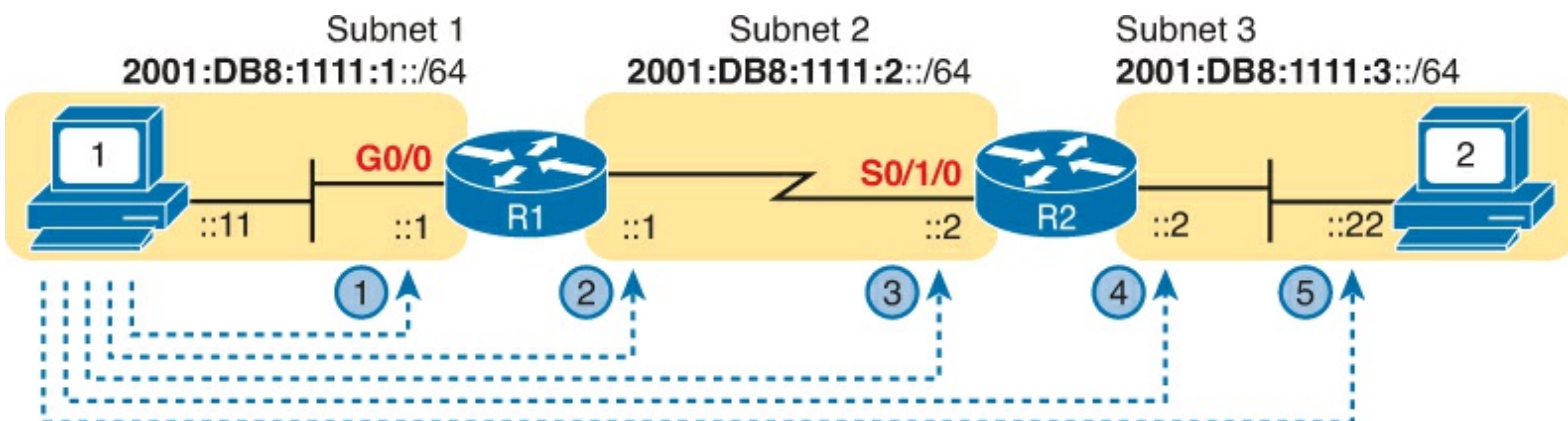 Subnet 1
2001:DB8:1111:1::/64
Subnet 2
2001:DB8:1111:2::/64
Subnet 3
2001:DB8:1111:3::/64
1
G0/0
R1
S0/1/0
R2
2
::11
::1
::1
::2
::2
::22
1
2
3
4
5